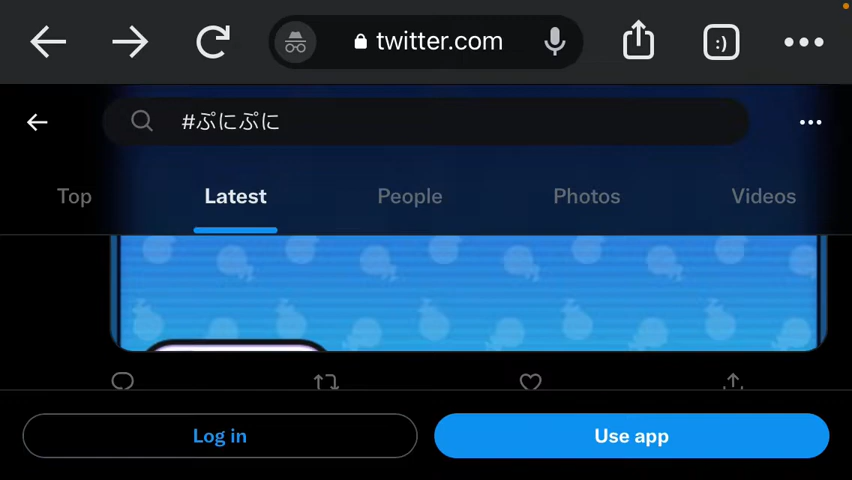 twitter.com
:)
#ぷにぷに
Top Latest People Photos Videos
Log in Use app